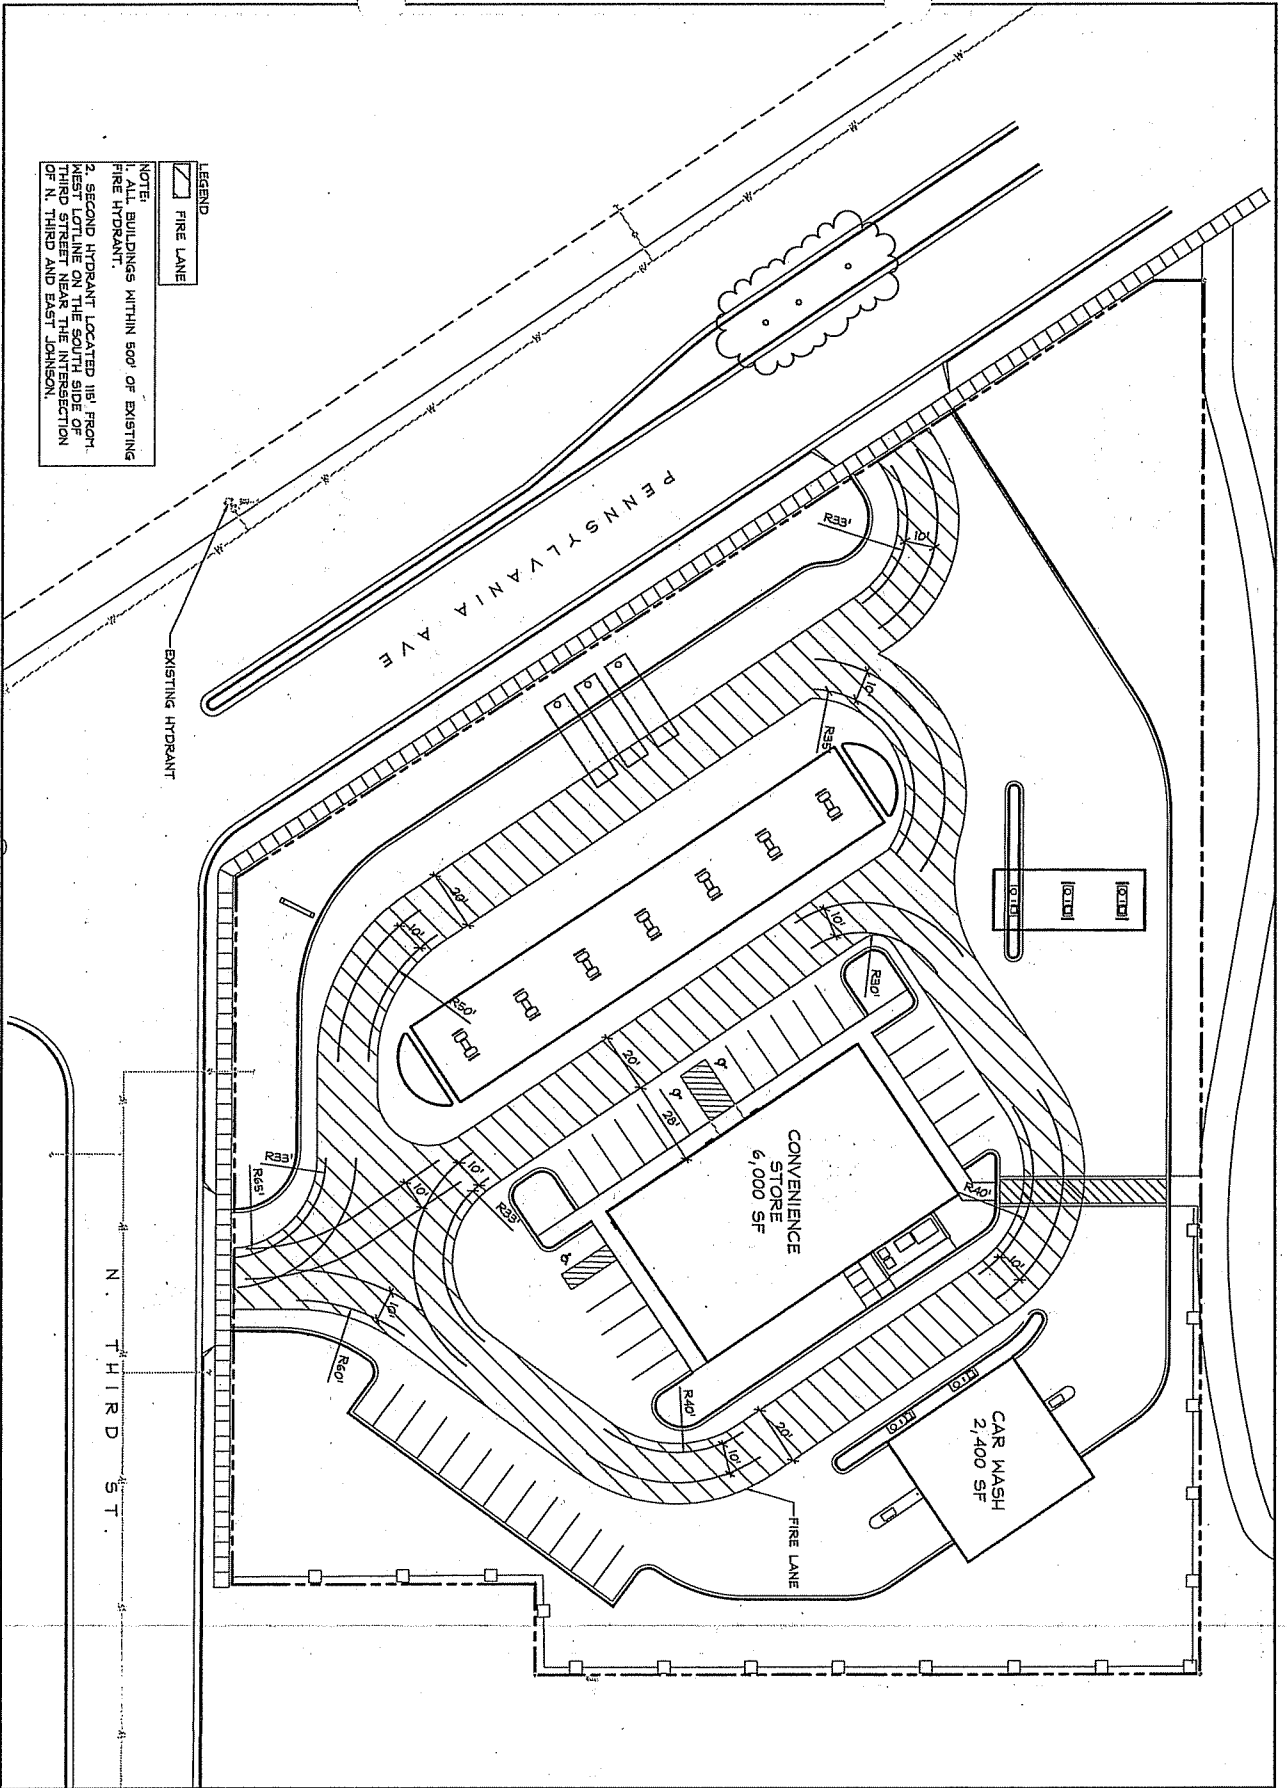 LEGEND
FIRE LANE
NOTE:
1. ALL BUILDINGS WITHIN 500' OF EXISTING
FIRE HYDRANT.
2. SECOND HYDRANT LOCATED 115' FROM
WEST LOTLINE ON THE SOUTH SIDE OF
THIRD STREET NEAR THE INTERSECTION
OF N. THIRD AND EAST JOHNSON.
EXISTING HYDRANT
PENNSYLVANIA AVE
N. THIRD ST.
CONVENIENCE
STORE
6,000 SF
CAR WASH
2,400 SF
FIRE LANE
R33'
10'
10'
R35'
20'
10'
R50'
10'
R30'
20'
9'
9'
28'
R33'
R65'
10'
10'
R33'
10'
R60'
R40'
10'
R40'
20'
10'
W
W
W
W
W
W
W
W